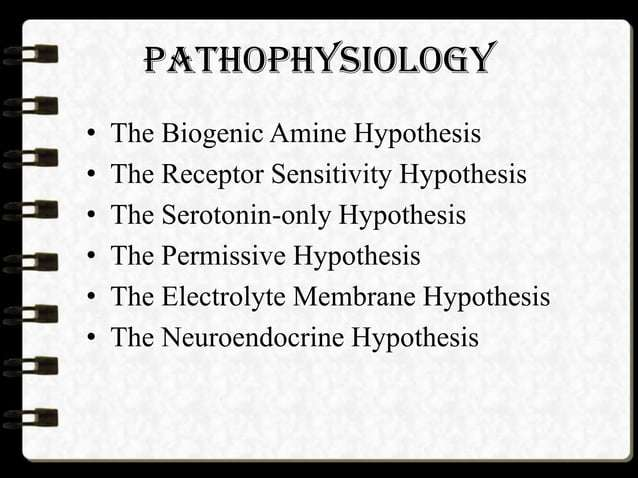 PATHOPHYSIOLOGY
• The Biogenic Amine Hypothesis
• The Receptor Sensitivity Hypothesis
• The Serotonin-only Hypothesis
• The Permissive Hypothesis
• The Electrolyte Membrane Hypothesis
• The Neuroendocrine Hypothesis